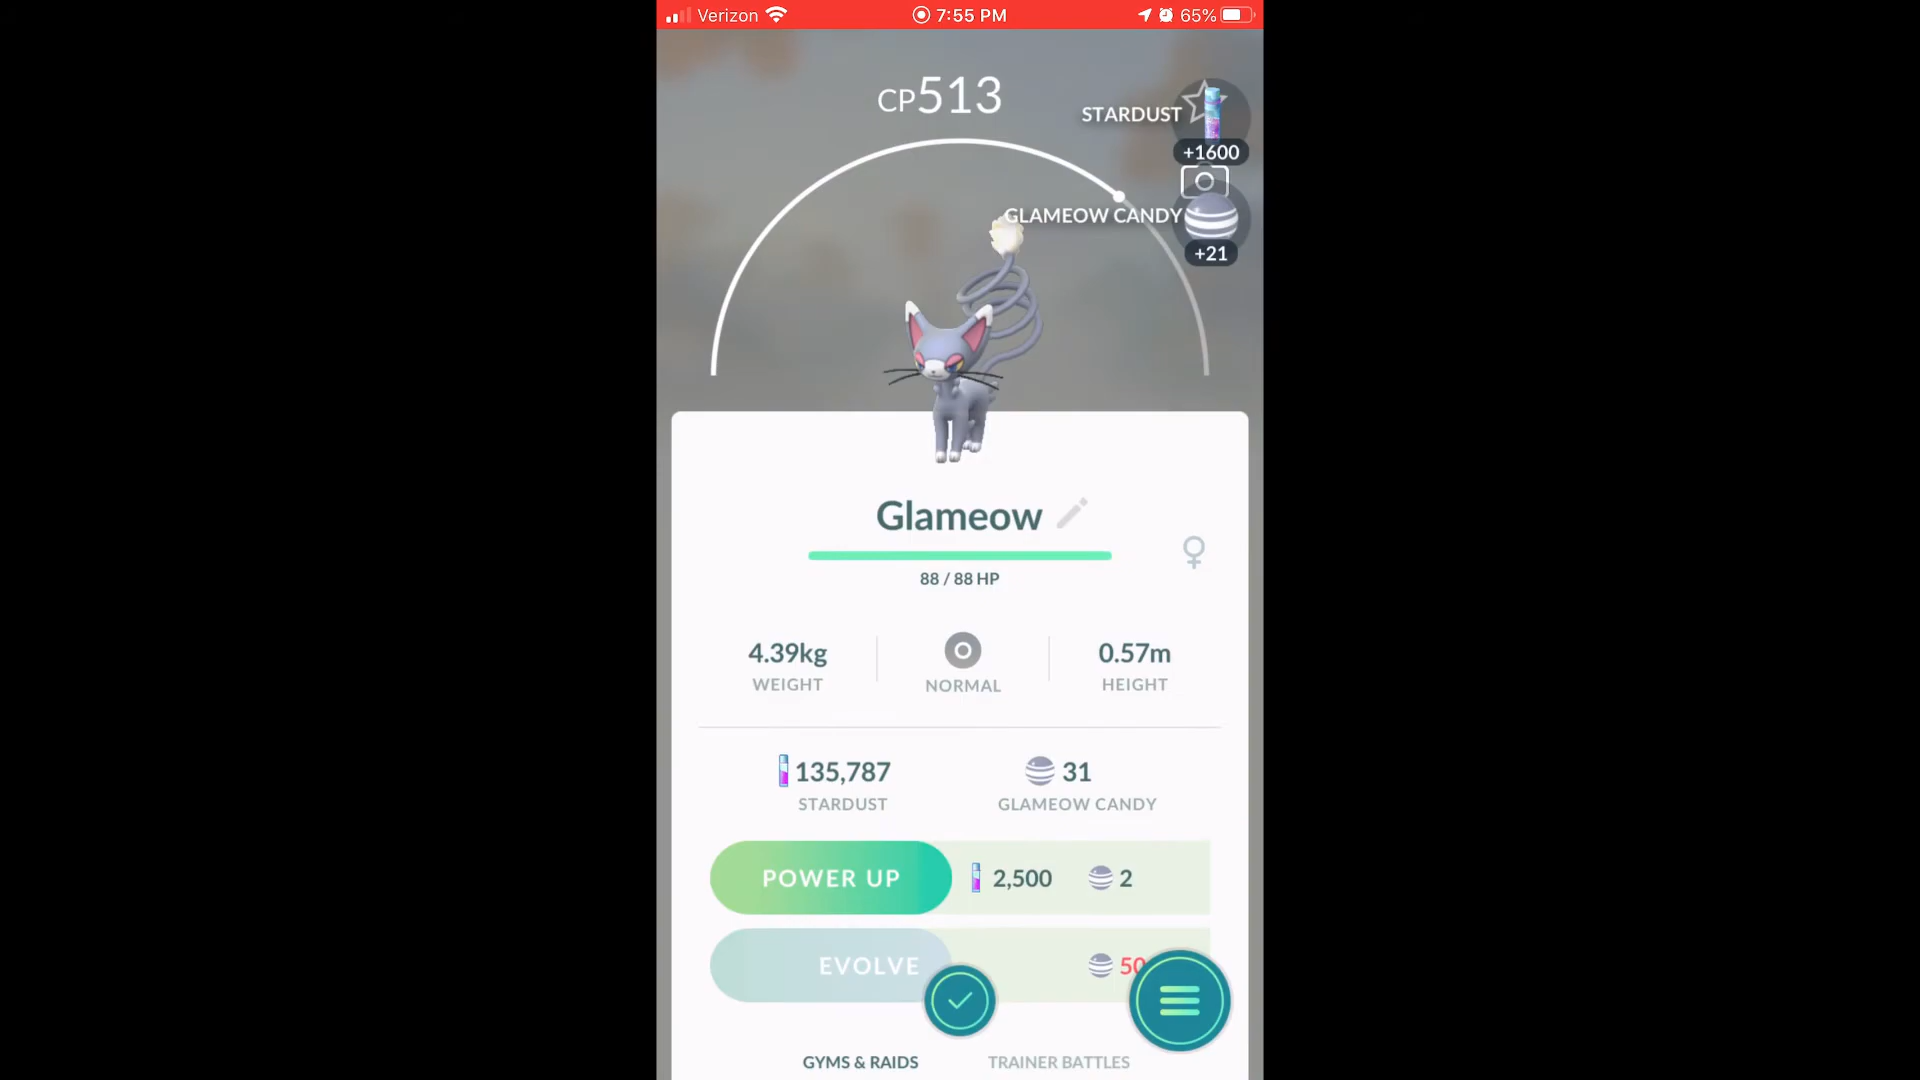 Verizon 7:55 PM 65%
CP513
STARDUST
+1600
GLAMEOW CANDY
+21
Glameow
88 / 88 HP
4.39kg
WEIGHT
NORMAL
0.57m
HEIGHT
135,787
STARDUST
31
GLAMEOW CANDY
POWER UP 2,500 2
EVOLVE 50
GYMS & RAIDS TRAINER BATTLES